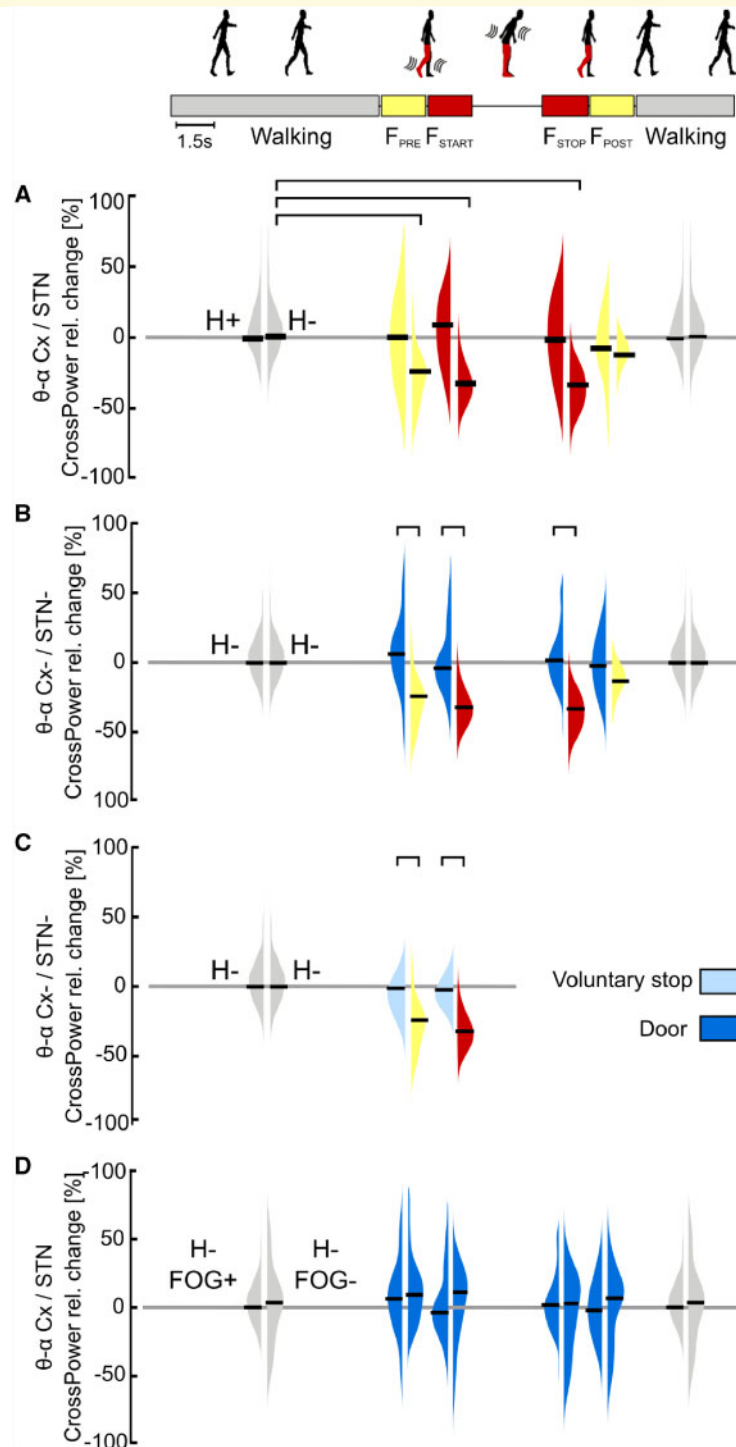 1.5s Walking FPRE FSTART FSTOP FPOST Walking
A
θ-α Cx / STN
CrossPower rel. change [%]
100
50
0
-50
-100
H+ H-
B
θ-α Cx- / STN-
CrossPower rel. change [%]
100
50
0
-50
100
H- H-
C
θ-α Cx- / STN-
CrossPower rel. change [%]
100
50
0
-50
-100
H- H-
Voluntary stop
Door
D
θ-α Cx / STN
CrossPower rel. change [%]
-100
50
0
-50
-100
H- H-
FOG+ FOG-